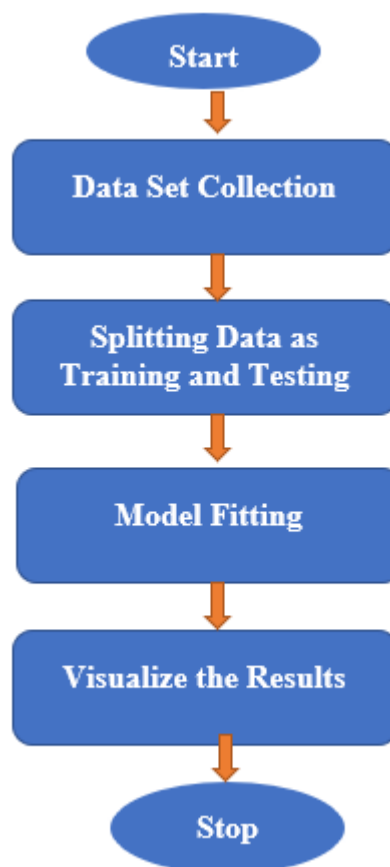 Start
Data Set Collection
Splitting Data as
Training and Testing
Model Fitting
Visualize the Results
Stop